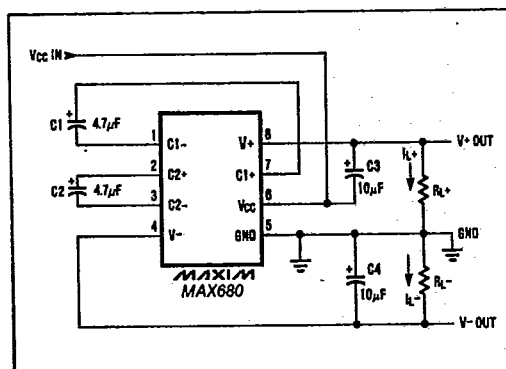 VCC IN
C1 + 4.7µF
C2 + 4.7µF
1 C1-
2 C2+
3 C2-
4 V-
V+ 8
C1+ 7
VCC 6
GND 5
MAXIM
MAX680
+ C3
10µF
+ C4
10µF
IL+
RL+
IL-
RL-
V+ OUT
GND
V- OUT